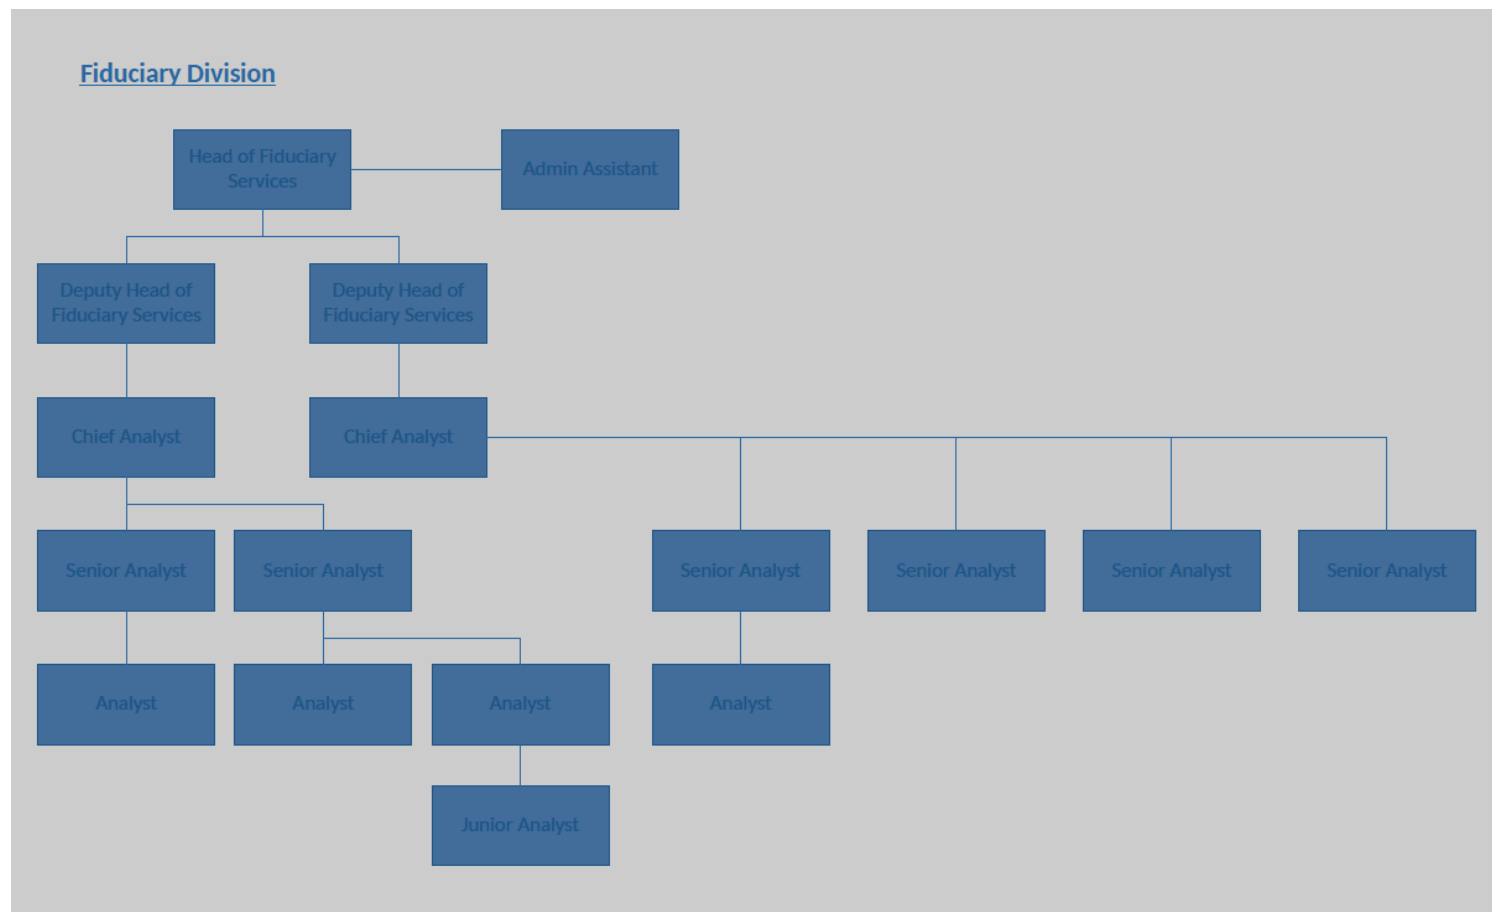 Fiduciary Division
Head of Fiduciary
Services
Admin Assistant
Deputy Head of
Fiduciary Services
Deputy Head of
Fiduciary Services
Chief Analyst
Chief Analyst
Senior Analyst
Senior Analyst
Senior Analyst
Senior Analyst
Senior Analyst
Senior Analyst
Analyst
Analyst
Analyst
Analyst
Junior Analyst